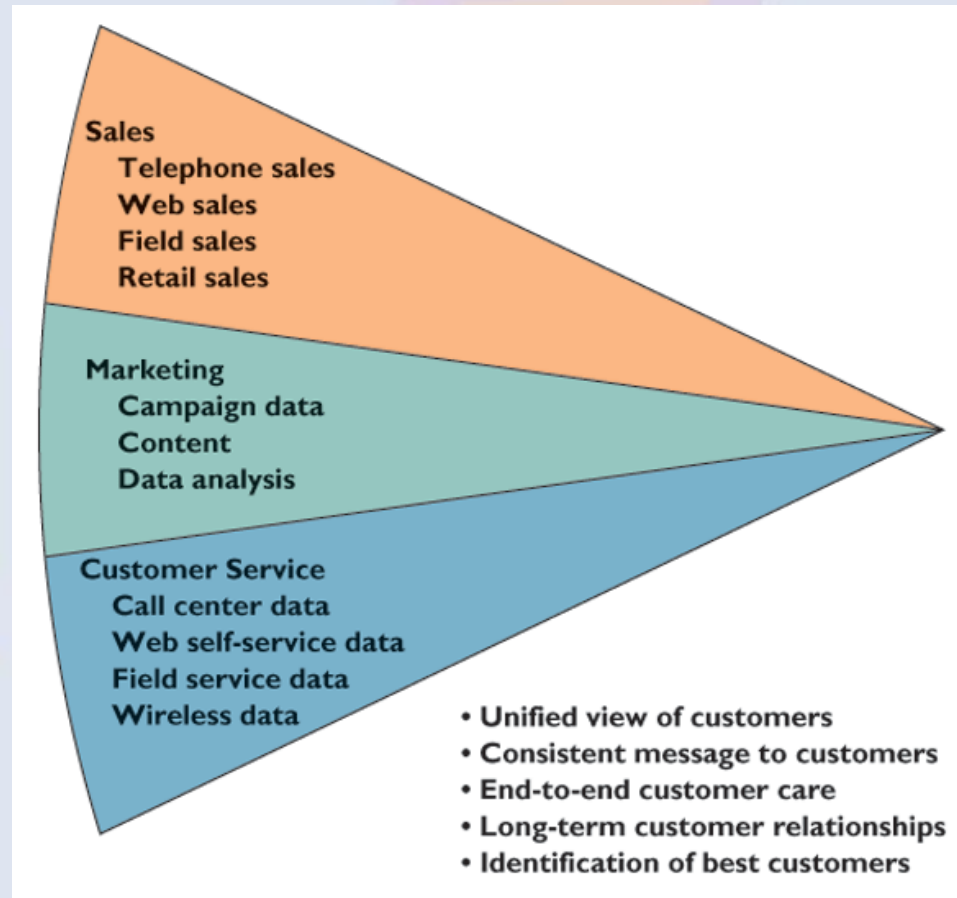 Sales
Telephone sales
Web sales
Field sales
Retail sales
Marketing
Campaign data
Content
Data analysis
Customer Service
Call center data
Web self-service data
Field service data
Wireless data
• Unified view of customers
• Consistent message to customers
• End-to-end customer care
• Long-term customer relationships
• Identification of best customers